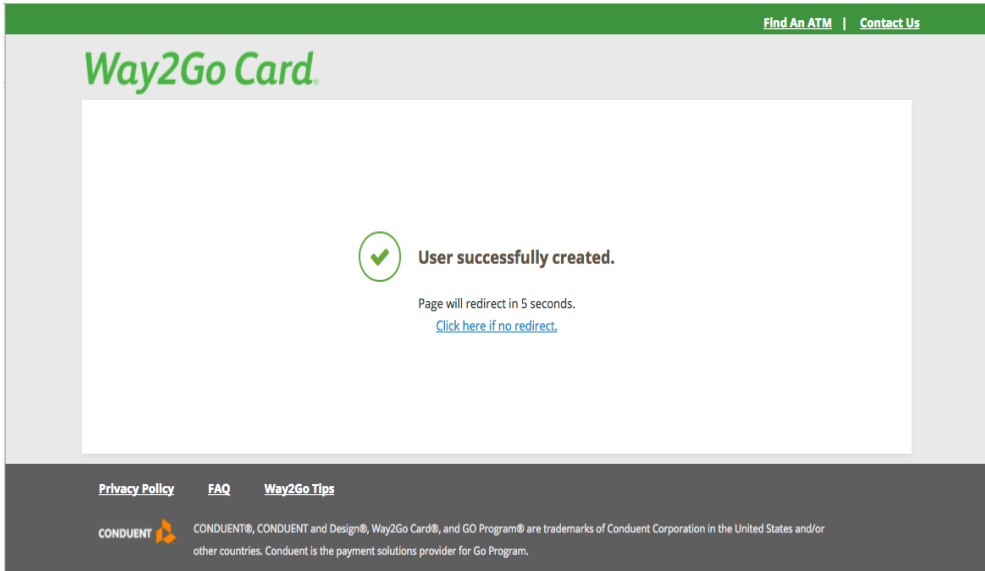 Find An ATM | Contact Us
Way2Go Card®
User successfully created.
Page will redirect in 5 seconds.
Click here if no redirect.
Privacy Policy FAQ Way2Go Tips
CONDUENT
CONDUENT®, CONDUENT and Design®, Way2Go Card®, and GO Program® are trademarks of Conduent Corporation in the United States and/or
other countries. Conduent is the payment solutions provider for Go Program.